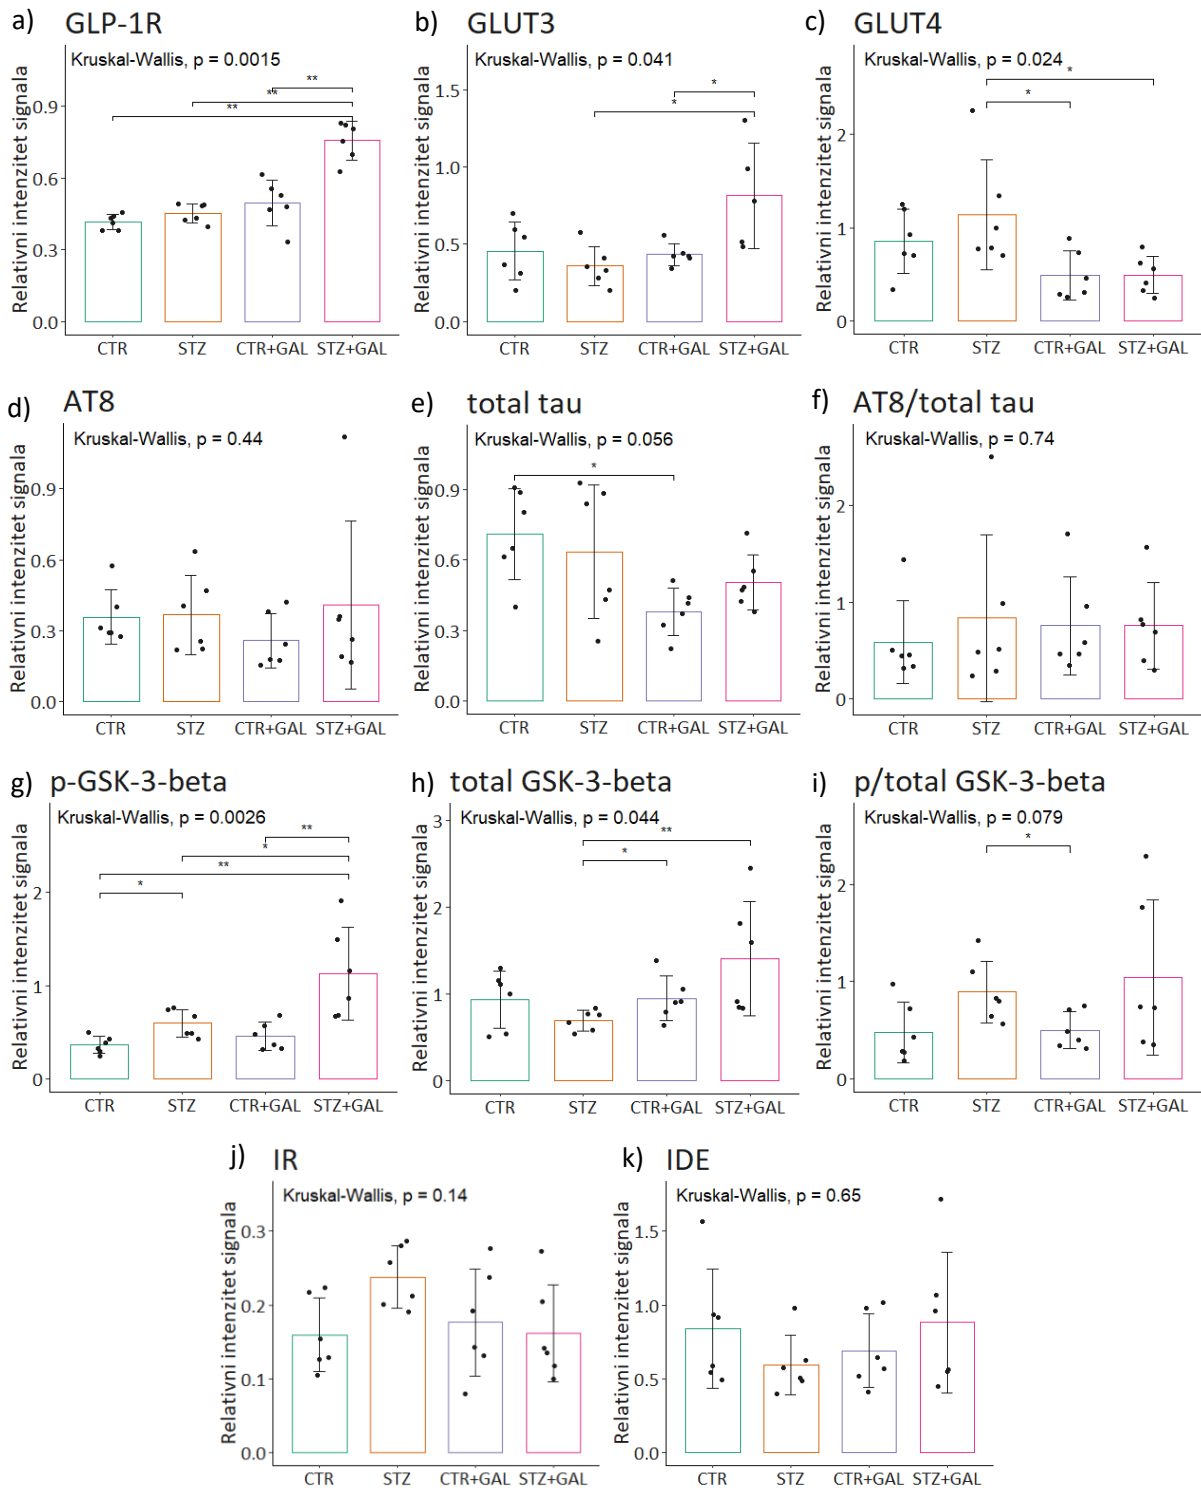 a) GLP-1R
Kruskal-Wallis, p = 0.0015
**
**
**
Relativni intenzitet signala
0.9
0.6
0.3
0.0
CTR STZ CTR+GAL STZ+GAL
b) GLUT3
Kruskal-Wallis, p = 0.041
*
*
Relativni intenzitet signala
1.5
1.0
0.5
0.0
CTR STZ CTR+GAL STZ+GAL
c) GLUT4
Kruskal-Wallis, p = 0.024
*
*
Relativni intenzitet signala
2
1
0
CTR STZ CTR+GAL STZ+GAL
d) AT8
Kruskal-Wallis, p = 0.44
Relativni intenzitet signala
0.9
0.6
0.3
0.0
CTR STZ CTR+GAL STZ+GAL
e) total tau
Kruskal-Wallis, p = 0.056
*
Relativni intenzitet signala
0.9
0.6
0.3
0.0
CTR STZ CTR+GAL STZ+GAL
f) AT8/total tau
Kruskal-Wallis, p = 0.74
Relativni intenzitet signala
2
1
0
CTR STZ CTR+GAL STZ+GAL
g) p-GSK-3-beta
Kruskal-Wallis, p = 0.0026
**
*
**
*
Relativni intenzitet signala
2
1
0
CTR STZ CTR+GAL STZ+GAL
h) total GSK-3-beta
Kruskal-Wallis, p = 0.044
**
*
Relativni intenzitet signala
3
2
1
0
CTR STZ CTR+GAL STZ+GAL
i) p/total GSK-3-beta
Kruskal-Wallis, p = 0.079
*
Relativni intenzitet signala
2
1
0
CTR STZ CTR+GAL STZ+GAL
j) IR
Kruskal-Wallis, p = 0.14
Relativni intenzitet signala
0.3
0.2
0.1
0.0
CTR STZ CTR+GAL STZ+GAL
k) IDE
Kruskal-Wallis, p = 0.65
Relativni intenzitet signala
1.5
1.0
0.5
0.0
CTR STZ CTR+GAL STZ+GAL